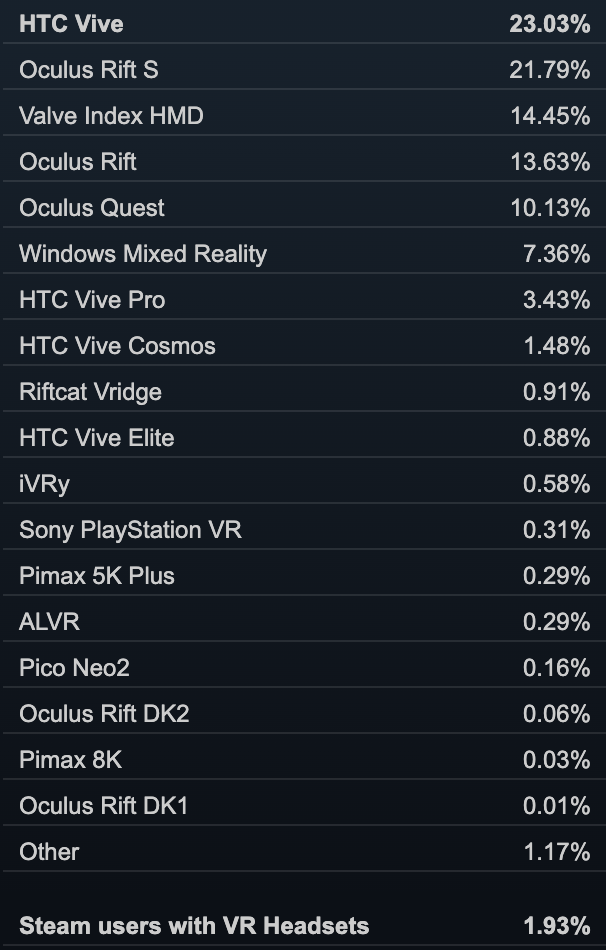 HTC Vive 23.03%
Oculus Rift S 21.79%
Valve Index HMD 14.45%
Oculus Rift 13.63%
Oculus Quest 10.13%
Windows Mixed Reality 7.36%
HTC Vive Pro 3.43%
HTC Vive Cosmos 1.48%
Riftcat Vridge 0.91%
HTC Vive Elite 0.88%
iVRy 0.58%
Sony PlayStation VR 0.31%
Pimax 5K Plus 0.29%
ALVR 0.29%
Pico Neo2 0.16%
Oculus Rift DK2 0.06%
Pimax 8K 0.03%
Oculus Rift DK1 0.01%
Other 1.17%
Steam users with VR Headsets 1.93%